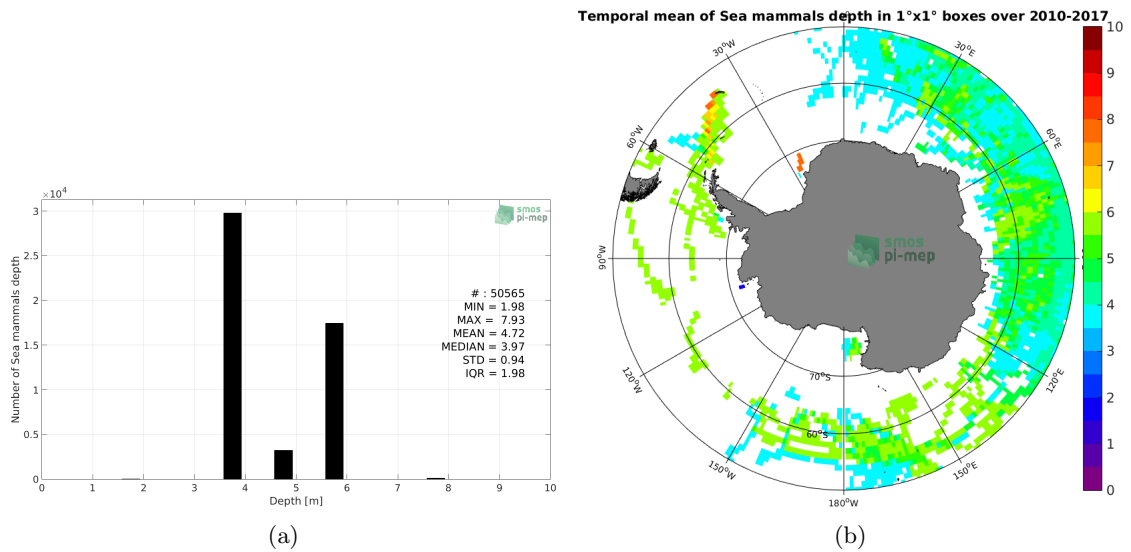 Temporal mean of Sea mammals depth in 1°x1° boxes over 2010-2017
×10⁴
3
2.5
2
1.5
1
0.5
0
Number of Sea mammals depth
0 1 2 3 4 5 6 7 8 9 10
Depth [m]
smos
pi-mep
# : 50565
MIN = 1.98
MAX = 7.93
MEAN = 4.72
MEDIAN = 3.97
STD = 0.94
IQR = 1.98
(a)
0°
30°W
30°E
60°W
60°E
90°W
120°W
120°E
150°W
150°E
180°W
70°S
60°S
smos
pi-mep
10
9
8
7
6
5
4
3
2
1
0
(b)